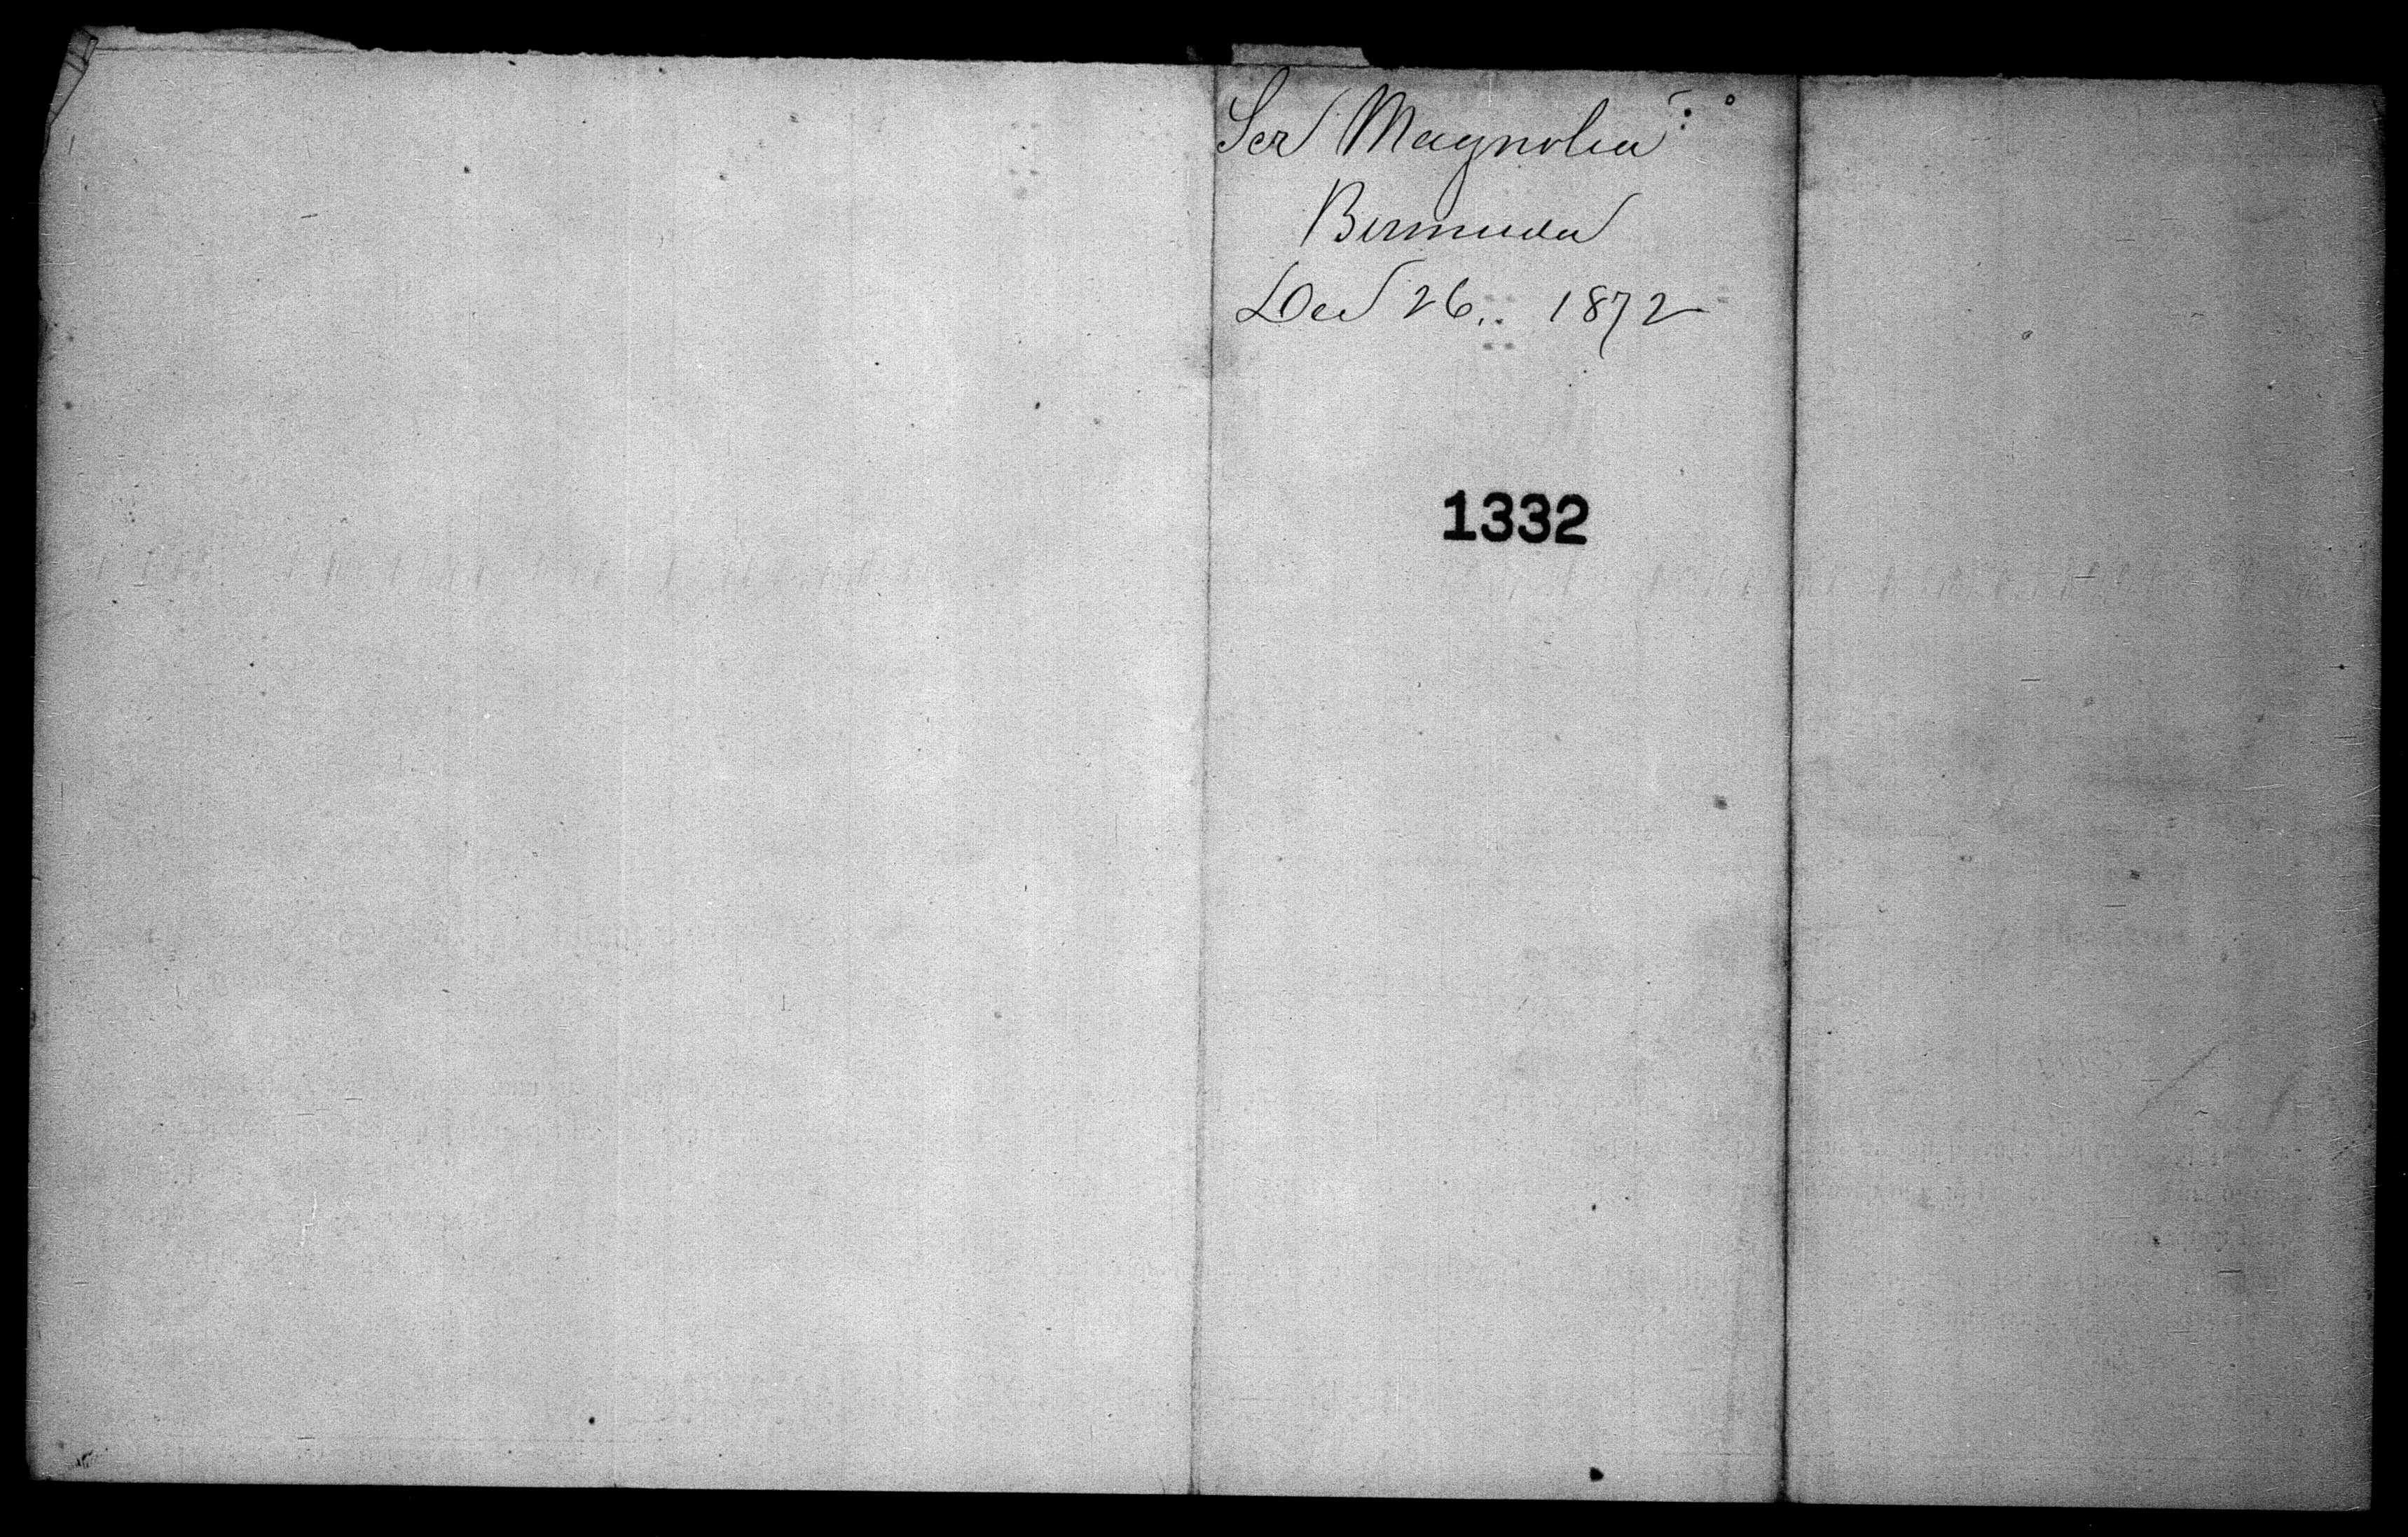 Scr Magnolia
Bermuda
Dec 26. 1872
1332